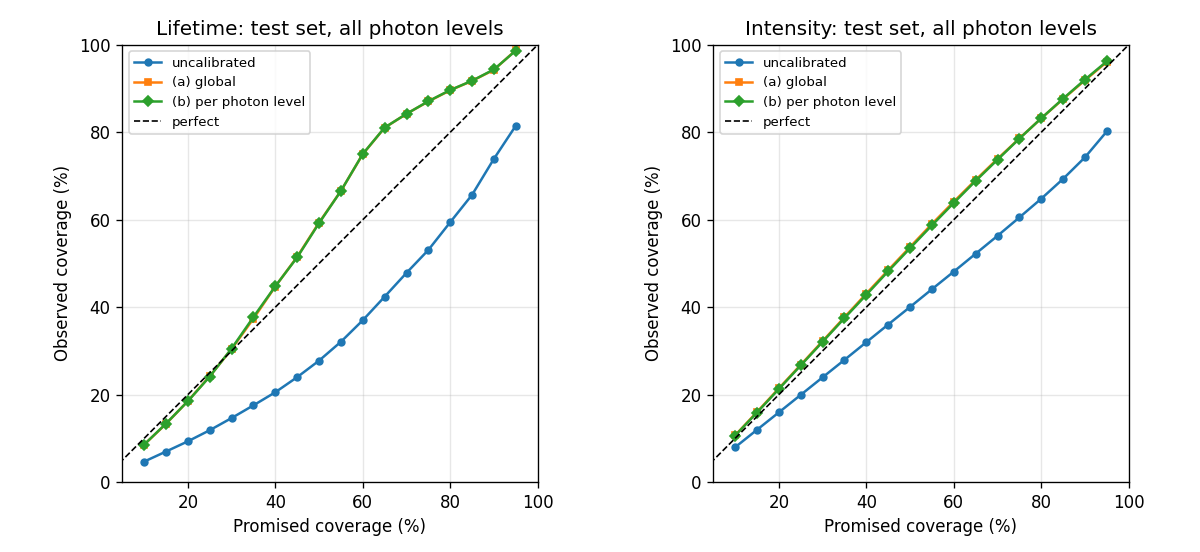 Lifetime: test set, all photon levels
uncalibrated
(a) global
(b) per photon level
perfect
Observed coverage (%)
100
80
60
40
20
0
20
40
60
80
100
Promised coverage (%)
Intensity: test set, all photon levels
uncalibrated
(a) global
(b) per photon level
perfect
Observed coverage (%)
100
80
60
40
20
0
20
40
60
80
100
Promised coverage (%)